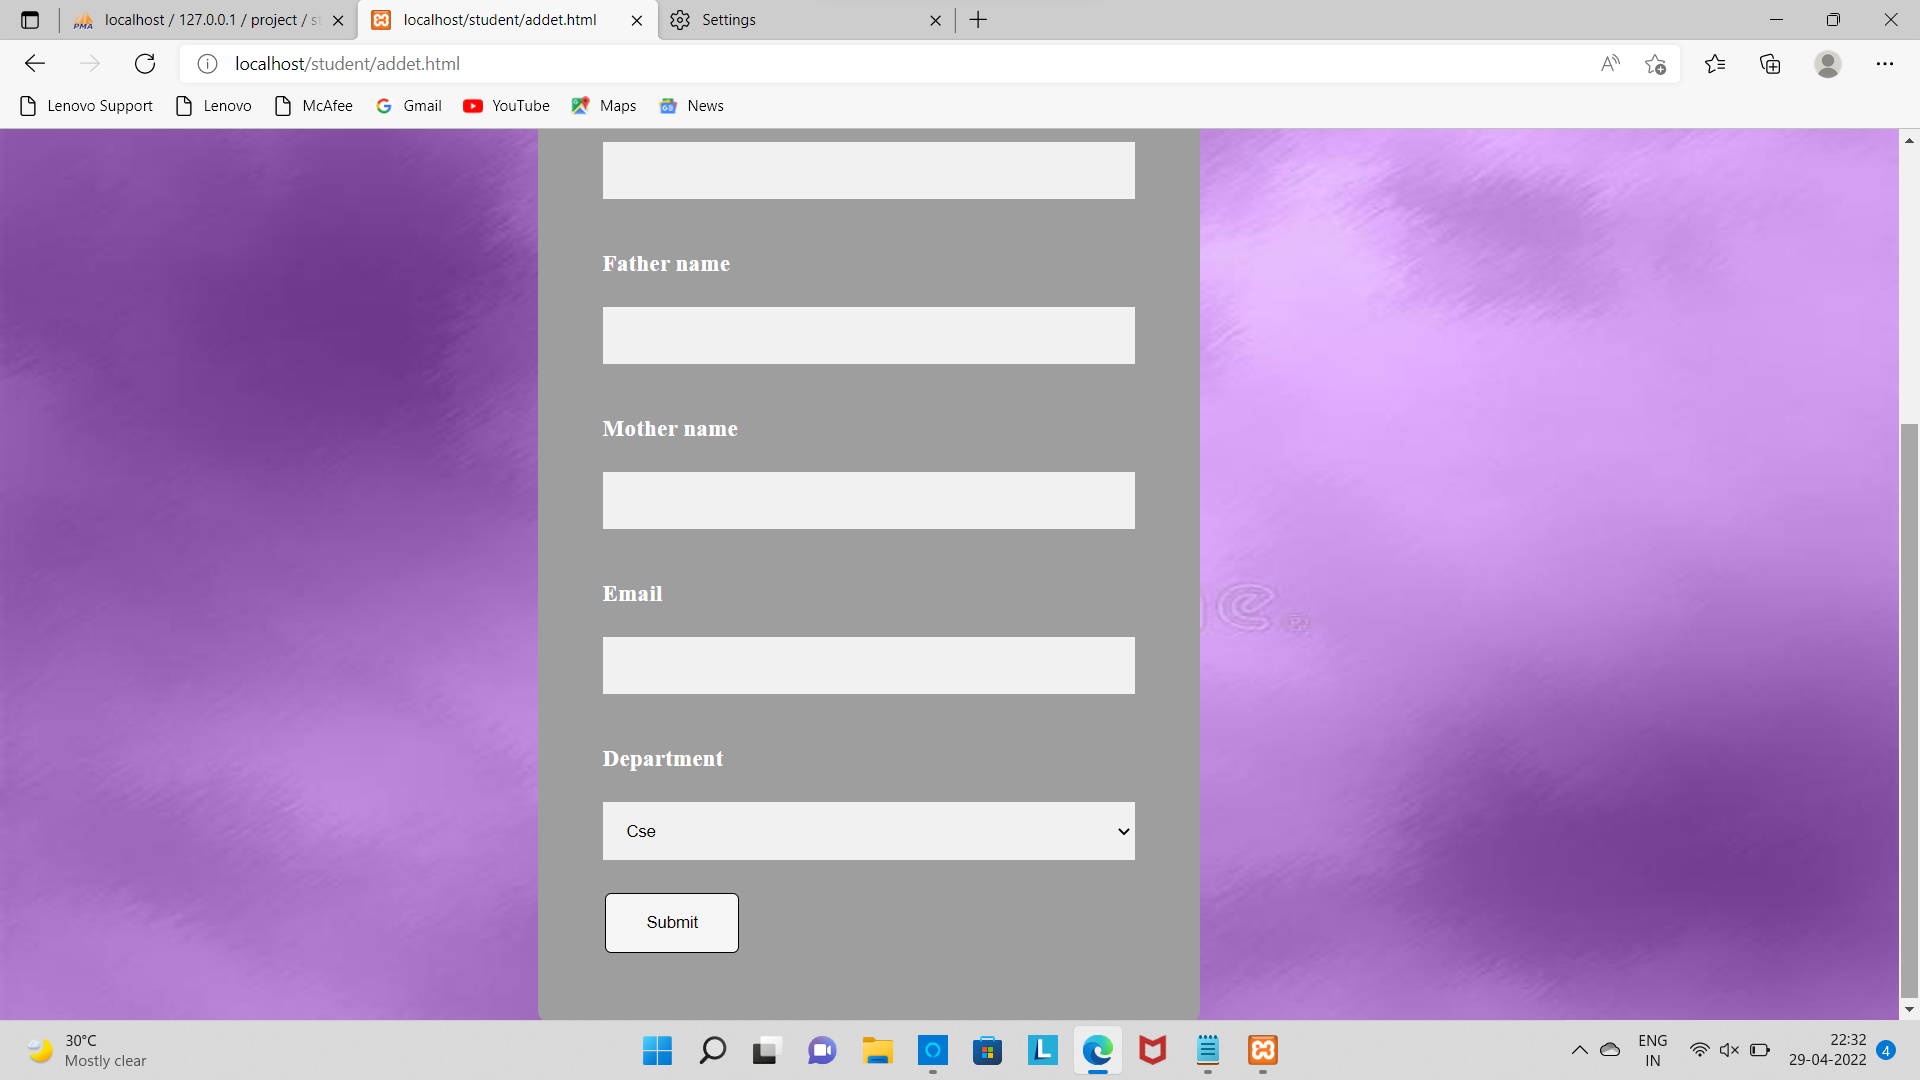 localhost / 127.0.0.1 / project / s
localhost/student/addet.html
Settings
localhost/student/addet.html
Lenovo Support
Lenovo
McAfee
Gmail
YouTube
Maps
News
Father name
Mother name
Email
e.
Department
Cse
Submit
30°C
Mostly clear
ENG
IN
22:32
29-04-2022
4